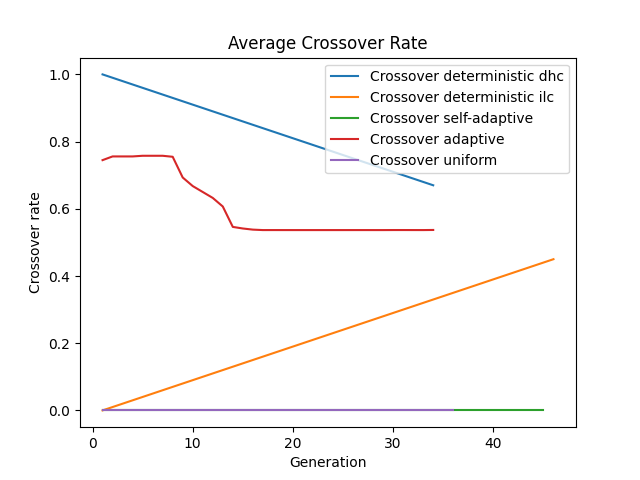 Average Crossover Rate
Crossover deterministic dhc
Crossover deterministic ilc
Crossover self-adaptive
Crossover adaptive
Crossover uniform
Crossover rate
1.0
0.8
0.6
0.4
0.2
0.0
0 10 20 30 40
Generation